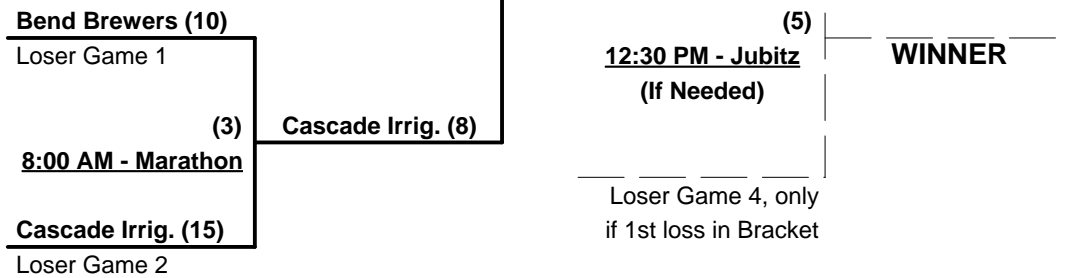 Bend Brewers (10)
Loser Game 1
(3)
8:00 AM - Marathon
Cascade Irrig. (15)
Loser Game 2
Cascade Irrig. (8)
(5)
12:30 PM - Jubitz
(If Needed)
WINNER
Loser Game 4, only
if 1st loss in Bracket